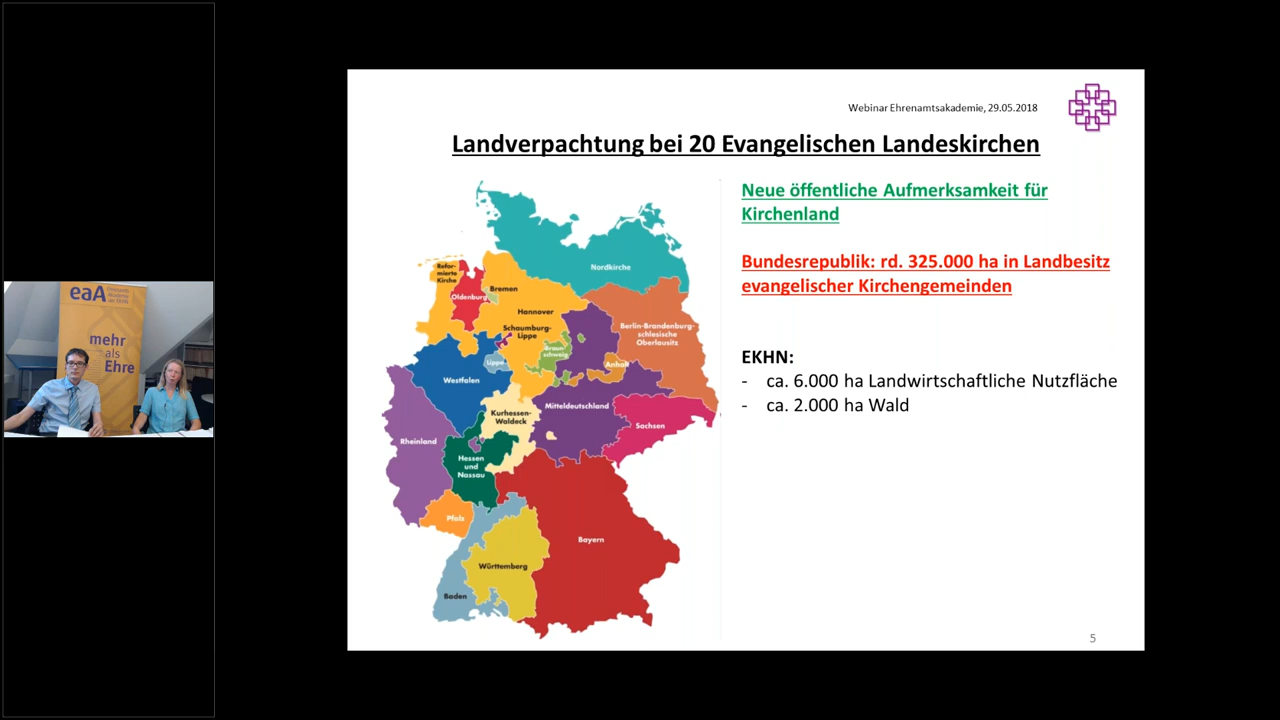 Webinar Ehrenamtsakademie, 29.05.2018
Landverpachtung bei 20 Evangelischen Landeskirchen
Neue öffentliche Aufmerksamkeit für
Kirchenland
Bundesrepublik: rd. 325.000 ha in Landbesitz
evangelischer Kirchengemeinden
EKHN:
- ca. 6.000 ha Landwirtschaftliche Nutzfläche
- ca. 2.000 ha Wald
Nordkirche
Refor-
mierte
Kirche
Oldenburg
Bremen
Hannover
Schaumburg-
Lippe
Berlin-Brandenburg-
schlesische
Oberlausitz
Braun-
schweig
Lippe
Anhalt
Westfalen
Mitteldeutschland
Kurhessen-
Waldeck
Sachsen
Rheinland
Hessen
und
Nassau
Pfalz
Bayern
Württemberg
Baden
5
eaA
mehr
als
Ehre